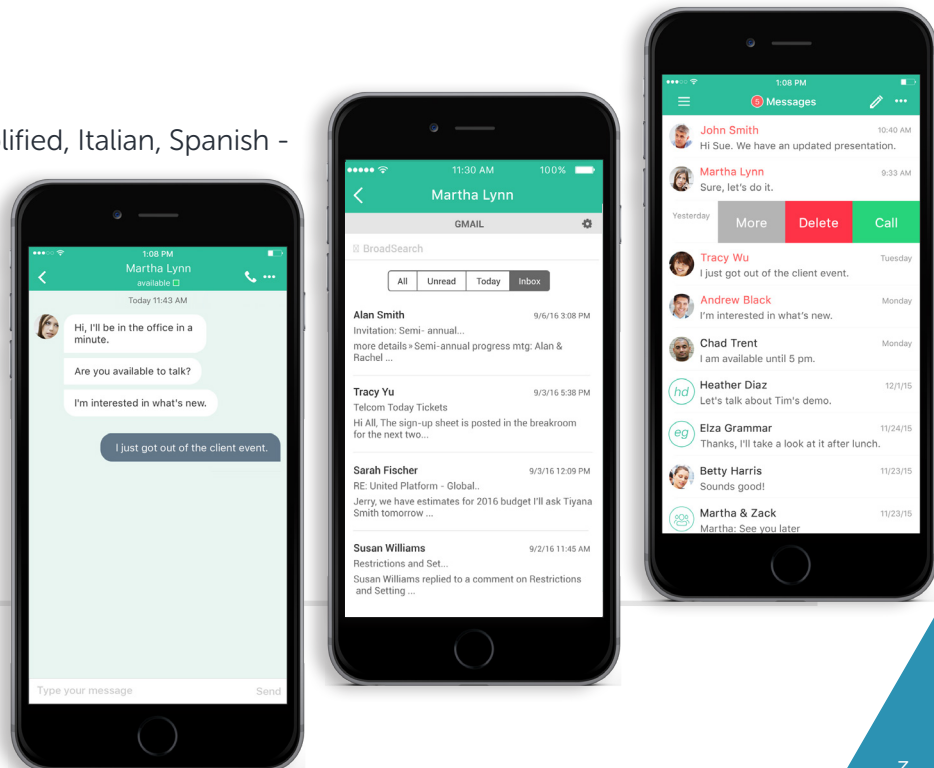 lified, Italian, Spanish -
1:08 PM
Martha Lynn
available
Today 11:43 AM
Hi, I'll be in the office in a
minute.
Are you available to talk?
I'm interested in what's new.
I just got out of the client event.
Type your message
Send
11:30 AM
100%
Martha Lynn
GMAIL
BroadSearch
All
Unread
Today
Inbox
Alan Smith
9/6/16 3:08 PM
Invitation: Semi- annual...
more details » Semi-annual progress mtg: Alan &
Rachel ...
Tracy Yu
9/3/16 5:38 PM
Telcom Today Tickets
Hi All, The sign-up sheet is posted in the breakroom
for the next two...
Sarah Fischer
9/3/16 12:09 PM
RE: United Platform - Global..
Jerry, we have estimates for 2016 budget I'll ask Tiyana
Smith tomorrow ...
Susan Williams
9/2/16 11:45 AM
Restrictions and Set...
Susan Williams replied to a comment on Restrictions
and Setting ...
1:08 PM
5 Messages
John Smith
10:40 AM
Hi Sue. We have an updated presentation.
Martha Lynn
9:33 AM
Sure, let's do it.
Yesterday
More
Delete
Call
Tracy Wu
Tuesday
I just got out of the client event.
Andrew Black
Monday
I'm interested in what's new.
Chad Trent
Monday
I am available until 5 pm.
hd
Heather Diaz
12/1/15
Let's talk about Tim's demo.
eg
Elza Grammar
11/24/15
Thanks, I'll take a look at it after lunch.
Betty Harris
11/23/15
Sounds good!
Martha & Zack
11/23/15
Martha: See you later